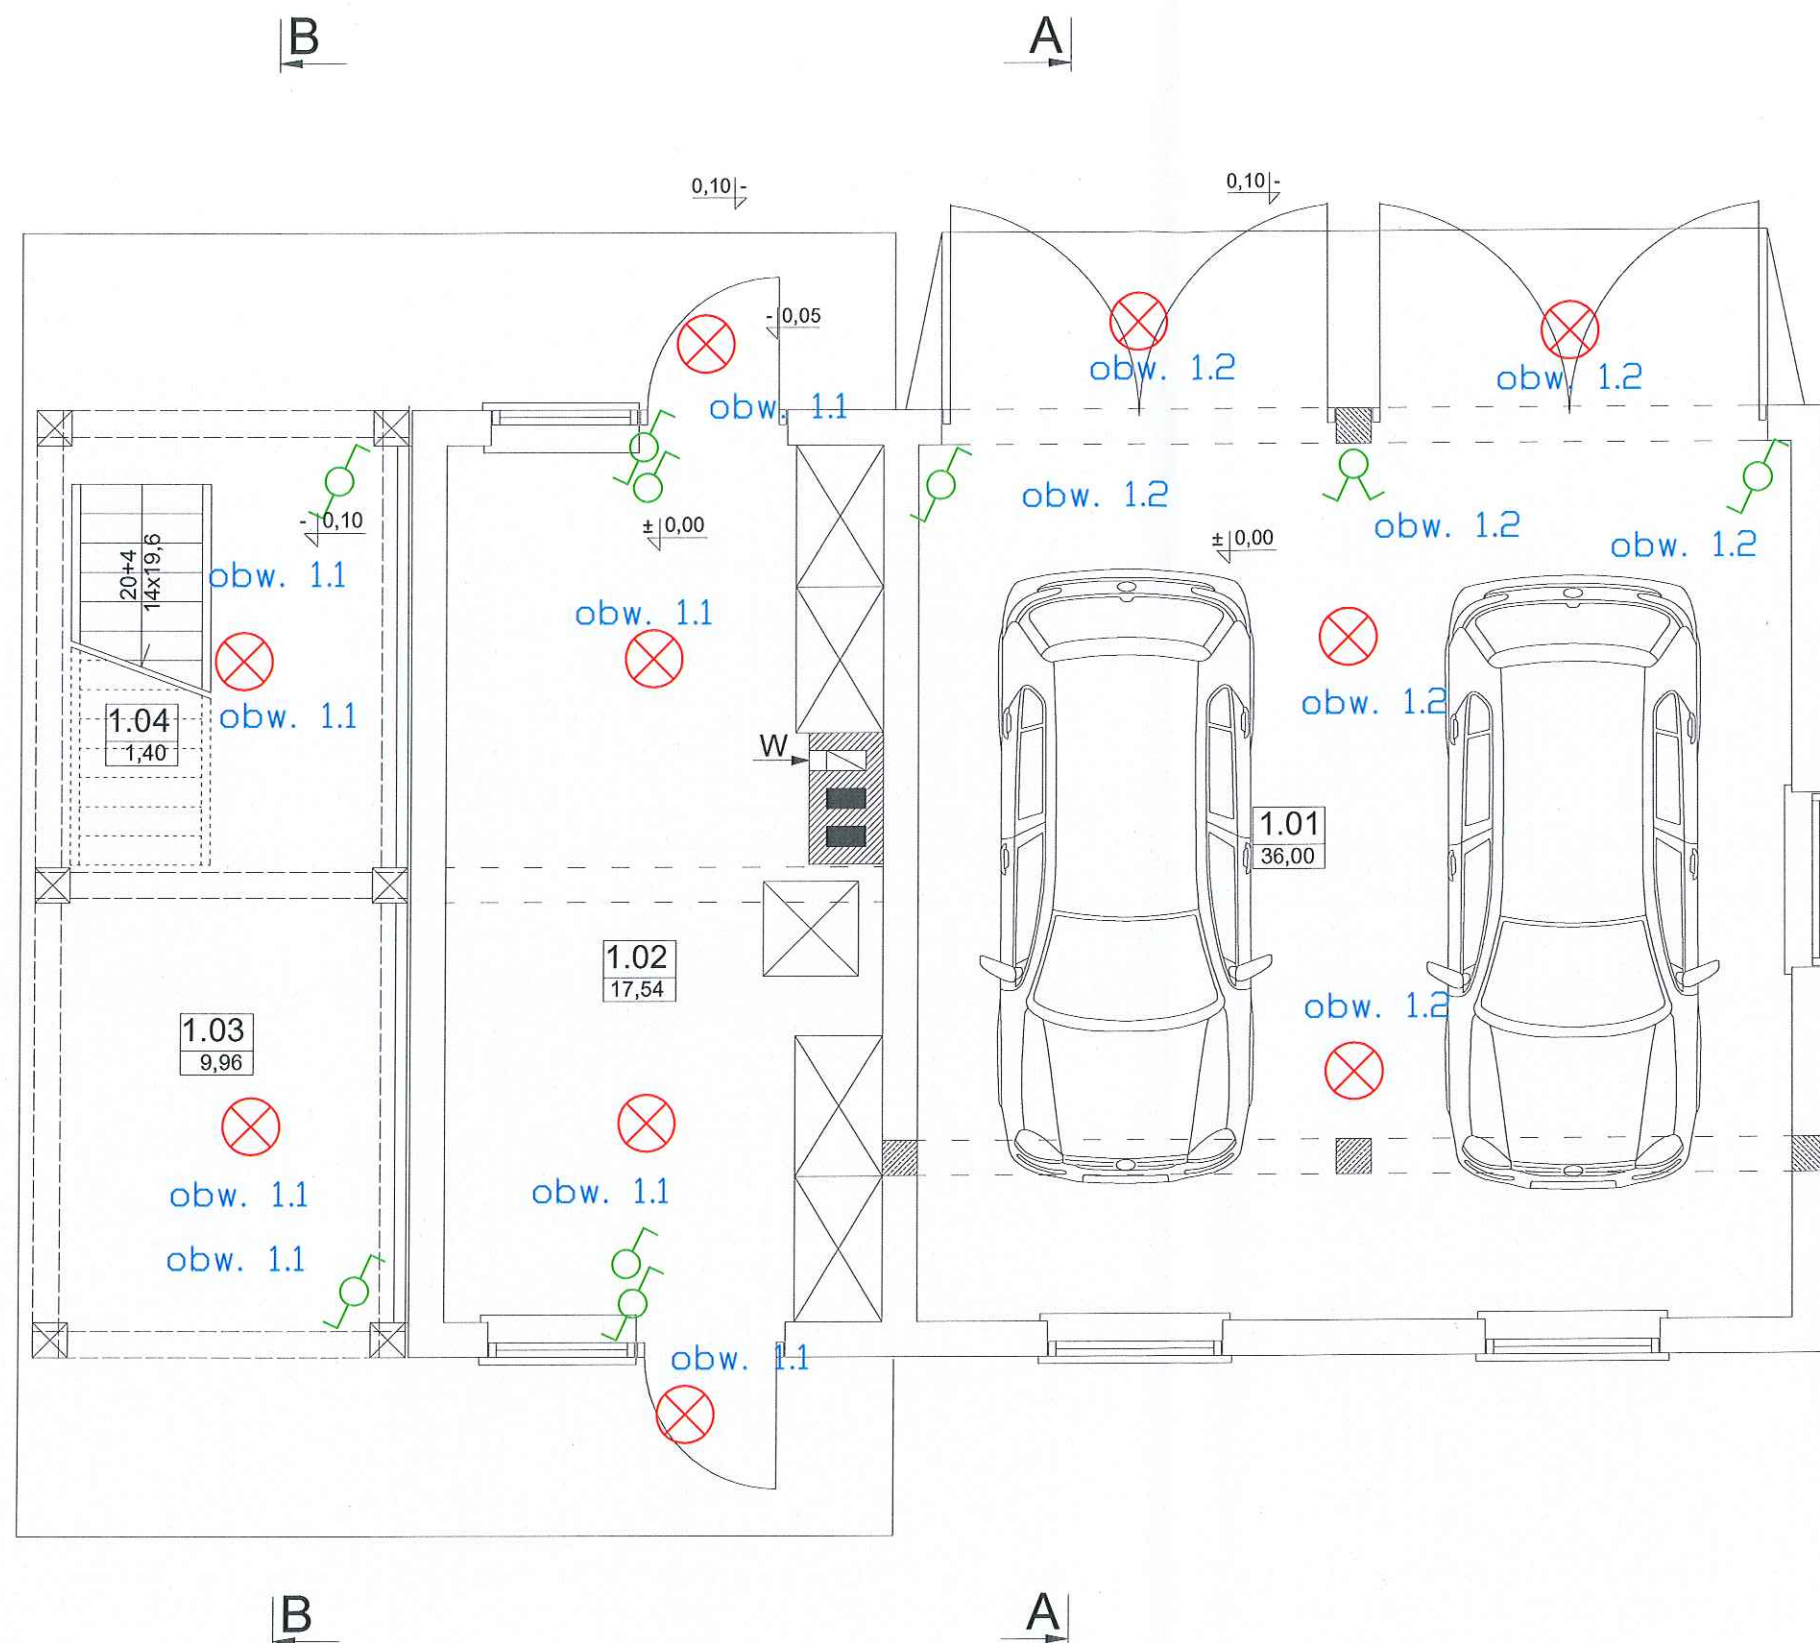 B
A
0,10 -
0,10 -
- 0,05
obw. 1.2
obw. 1.2
obw. 1.1
obw. 1.2
- 0,10
± 0,00
± 0,00
obw. 1.2
obw. 1.2
20+4
14x19,6
obw. 1.1
obw. 1.1
obw. 1.2
1.04
1,40
obw. 1.1
W
1.01
36,00
1.02
17,54
obw. 1.2
1.03
9,96
obw. 1.1
obw. 1.1
obw. 1.1
obw. 1.1
B
A